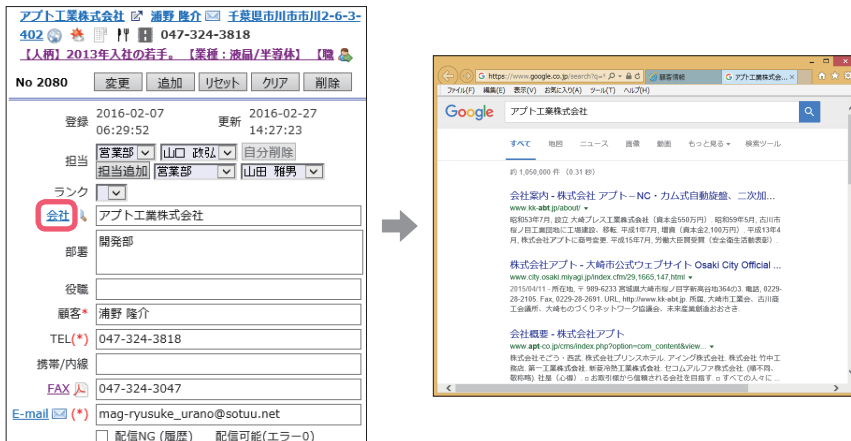 アプト工業株式会社 浦野 隆介 千葉県市川市市川2-6-3-
402 047-324-3818
【人柄】2013年入社の若手。【業種：液晶/半導体】【職
No 2080 変更 追加 リセット クリア 削除
登録 2016-02-07 06:29:52 更新 2016-02-27 14:27:23
担当 営業部 山口 政弘 自分削除
担当追加 営業部 山田 雅男
ランク
会社 アプト工業株式会社
部署 開発部
役職
顧客* 浦野 隆介
TEL(*) 047-324-3818
携帯/内線
FAX 047-324-3047
E-mail (*) mag-ryusuke_urano@sotuu.net
配信NG (履歴) 配信可能(エラー0)
https://www.google.co.jp/search?q= 顧客情報 アプト工業株式会...
ファイル(F) 編集(E) 表示(V) お気に入り(A) ツール(T) ヘルプ(H)
Google アプト工業株式会社
すべて 地図 ニュース 画像 動画 もっと見る 検索ツール
約 1,050,000 件 (0.31 秒)
会社案内 - 株式会社 アプト－NC・カム式自動旋盤、二次加...
www.kk-abt.jp/about/
昭和53年7月, 設立 大崎プレス工業株式会社（資本金550万円）. 昭和59年5月, 古川市
桜ノ目工業団地に工場建設、移転. 平成1年7月, 増資（資本金2,100万円）. 平成13年4
月, 株式会社アプトに商号変更. 平成15年7月, 労働大臣賞受賞（安全衛生活動表彰）.
株式会社アプト - 大崎市公式ウェブサイト Osaki City Official ...
www.city.osaki.miyagi.jp/index.cfm/29,1665,147,html
2015/04/11 - 所在地, 〒 989-6233 宮城県大崎市桜ノ目字新高谷地364の3. 電話, 0229-
28-2105. Fax, 0229-28-2691. URL, http://www.kk-abt.jp. 所属, 大崎市工業会、古川商
工会議所、大崎ものづくりネットワーク協議会、未来産業創造おおさき.
会社概要 - 株式会社アプト
www.apt-co.jp/cms/index.php?option=com_content&view...
株式会社そごう・西武. 株式会社プリンスホテル. アイング株式会社. 株式会社 竹中工
務店. 第一工業株式会社. 新菱冷熱工業株式会社. セコムアルファ株式会社. (順不同、
敬称略). 社是（心得）. お取引様から信頼される会社を目指す. すべての人々に ...